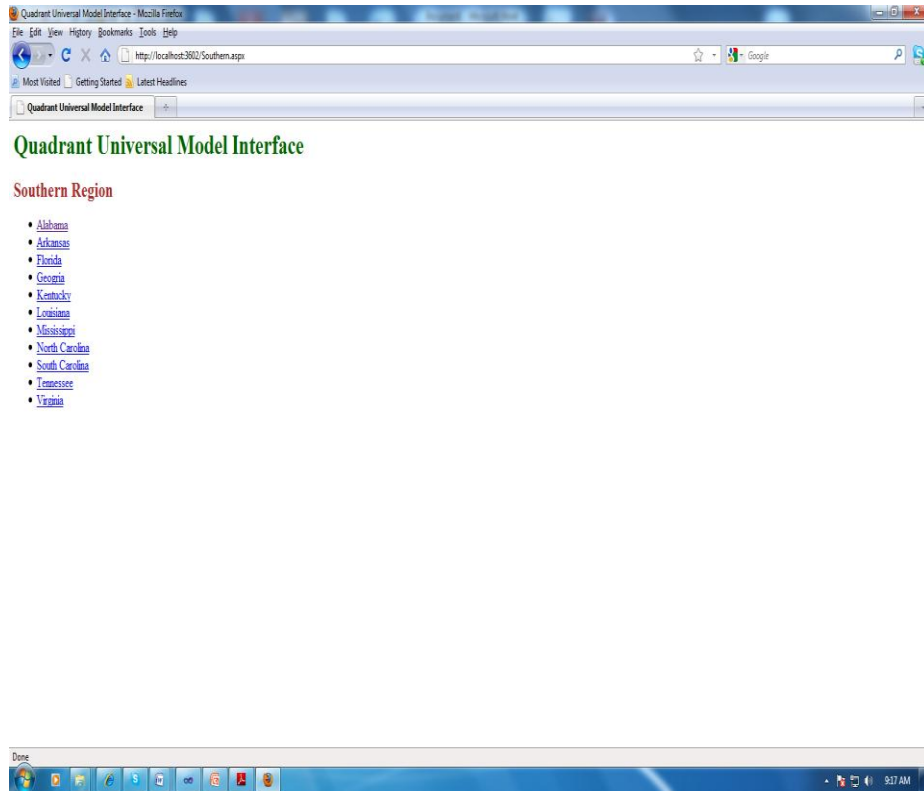 Quadrant Universal Model Interface - Mozilla Firefox
File Edit View History Bookmarks Tools Help
http://localhost:3602/Southern.aspx
Google
Most Visited Getting Started Latest Headlines
Quadrant Universal Model Interface
Quadrant Universal Model Interface
Southern Region
Alabama
Arkansas
Florida
Geogria
Kentucky
Louisiana
Mississippi
North Carolina
South Carolina
Tennessee
Virginia
Done
9:17 AM